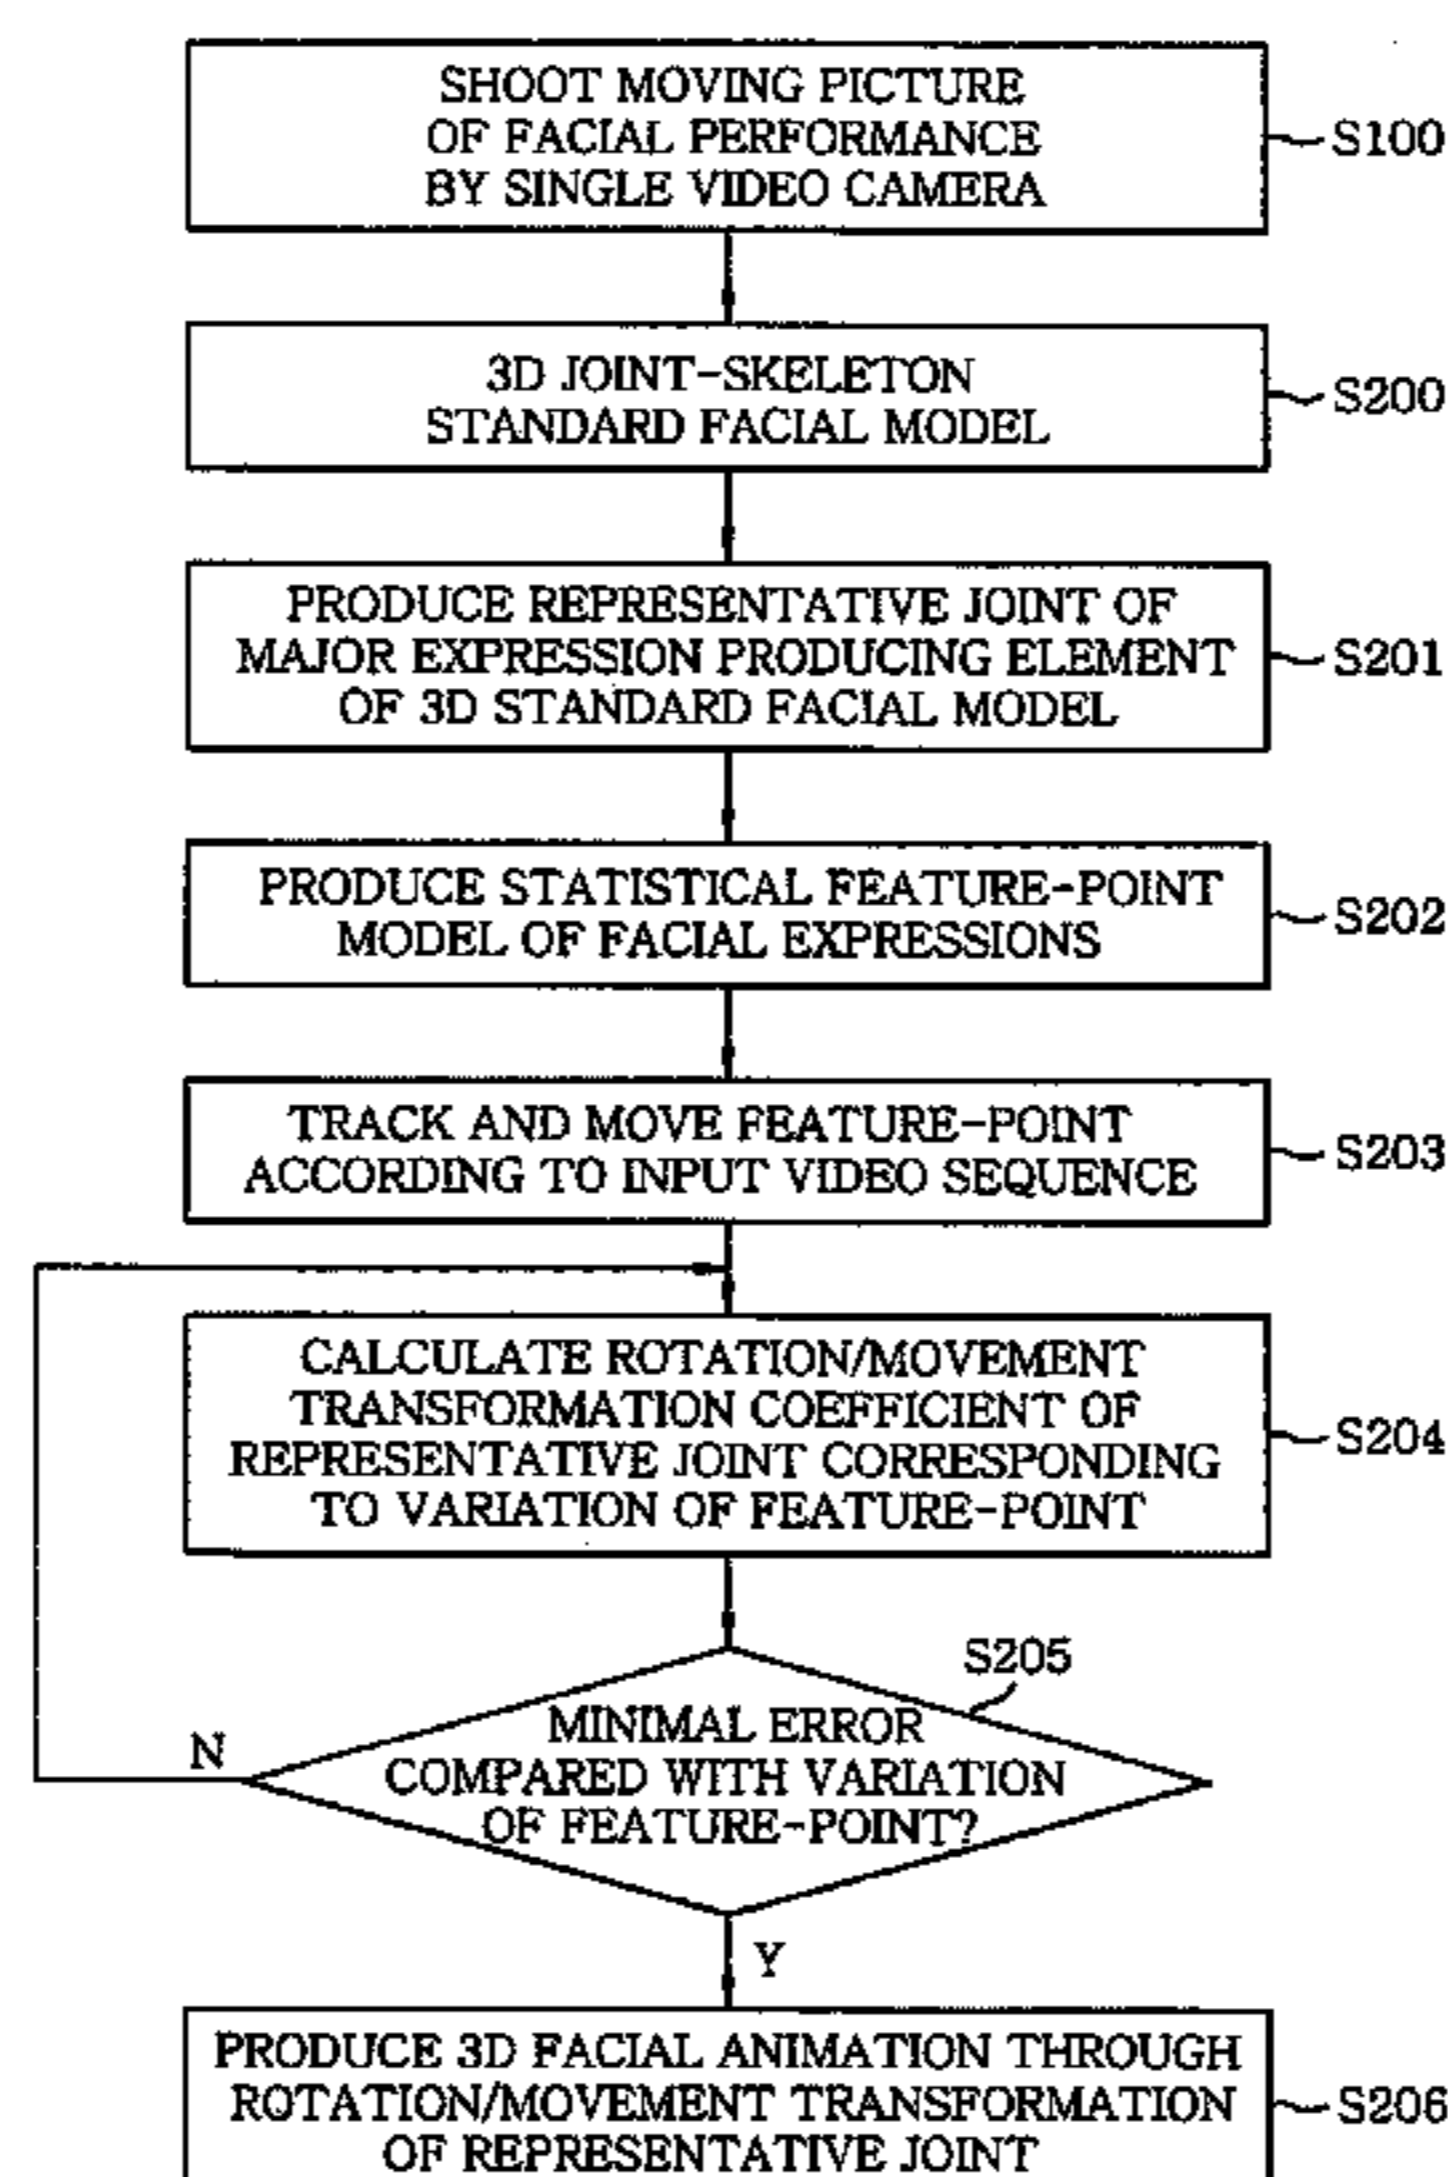 SHOOT MOVING PICTURE
OF FACIAL PERFORMANCE
BY SINGLE VIDEO CAMERA
S100
3D JOINT-SKELETON
STANDARD FACIAL MODEL
S200
PRODUCE REPRESENTATIVE JOINT OF
MAJOR EXPRESSION PRODUCING ELEMENT
OF 3D STANDARD FACIAL MODEL
S201
PRODUCE STATISTICAL FEATURE-POINT
MODEL OF FACIAL EXPRESSIONS
S202
TRACK AND MOVE FEATURE-POINT
ACCORDING TO INPUT VIDEO SEQUENCE
S203
CALCULATE ROTATION/MOVEMENT
TRANSFORMATION COEFFICIENT OF
REPRESENTATIVE JOINT CORRESPONDING
TO VARIATION OF FEATURE-POINT
S204
S205
MINIMAL ERROR
COMPARED WITH VARIATION
OF FEATURE-POINT?
N
Y
PRODUCE 3D FACIAL ANIMATION THROUGH
ROTATION/MOVEMENT TRANSFORMATION
OF REPRESENTATIVE JOINT
S206